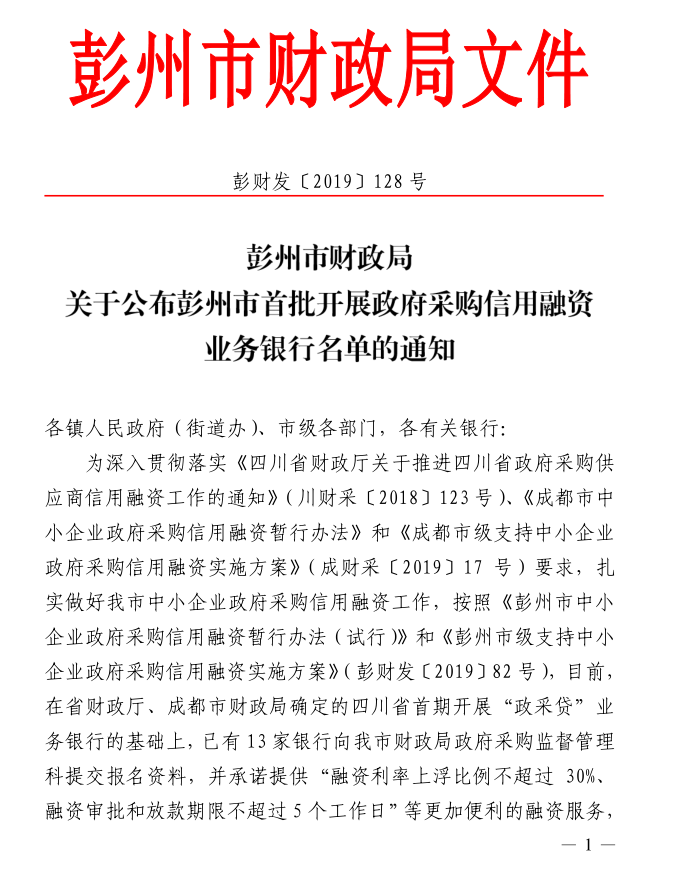 彭州市财政局文件
彭财发〔2019〕128 号
彭州市财政局
关于公布彭州市首批开展政府采购信用融资
业务银行名单的通知
各镇人民政府（街道办）、市级各部门，各有关银行：
为深入贯彻落实《四川省财政厅关于推进四川省政府采购供
应商信用融资工作的通知》（川财采〔2018〕123 号）、《成都市中
小企业政府采购信用融资暂行办法》和《成都市级支持中小企业
政府采购信用融资实施方案》（成财采〔2019〕17 号）要求，扎
实做好我市中小企业政府采购信用融资工作，按照《彭州市中小
企业政府采购信用融资暂行办法（试行）》和《彭州市级支持中小
企业政府采购信用融资实施方案》（彭财发〔2019〕82 号），目前，
在省财政厅、成都市财政局确定的四川省首期开展“政采贷”业
务银行的基础上，已有 13 家银行向我市财政局政府采购监督管理
科提交报名资料，并承诺提供“融资利率上浮比例不超过 30%、
融资审批和放款期限不超过 5 个工作日”等更加便利的融资服务，
— 1 —